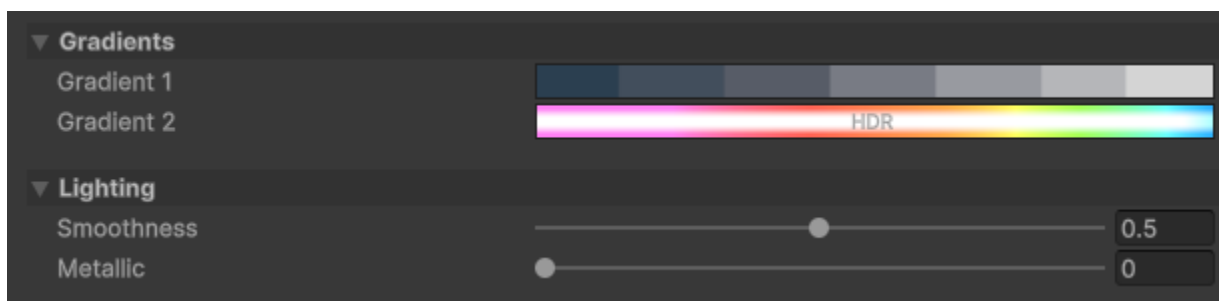 Gradients
Gradient 1
Gradient 2 HDR
Lighting
Smoothness 0.5
Metallic 0